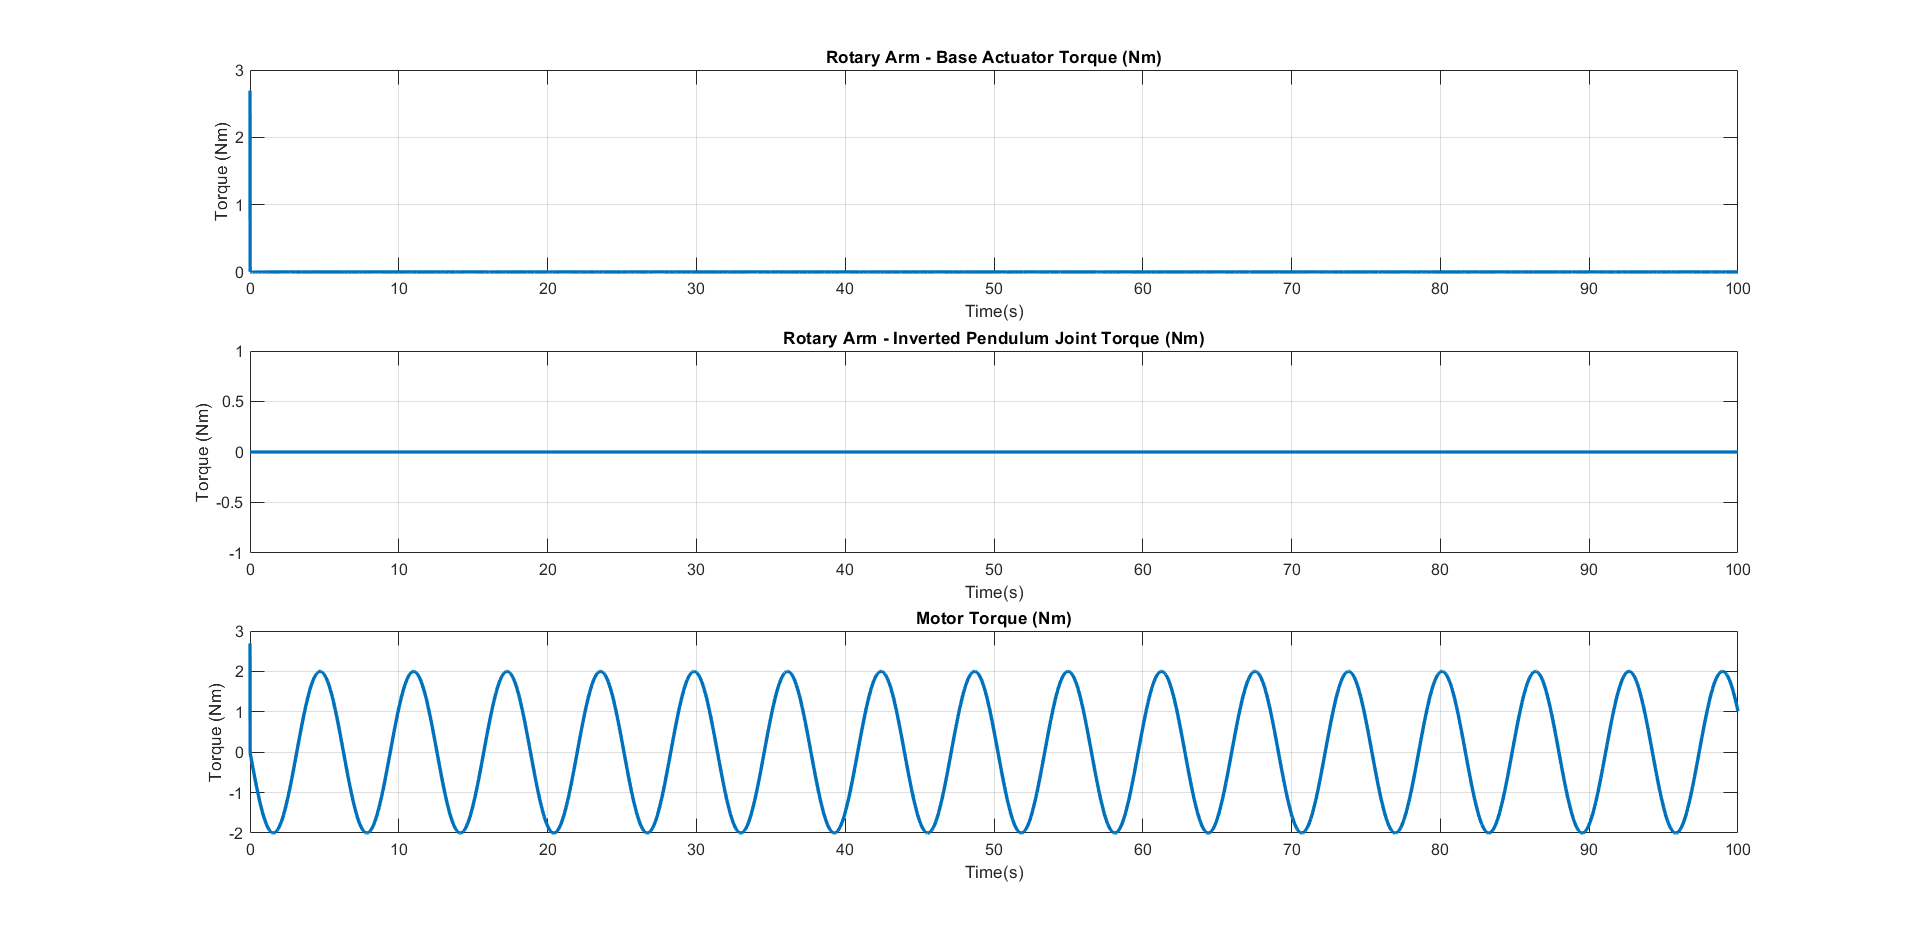 Rotary Arm - Base Actuator Torque (Nm)
3
2
1
0
Torque (Nm)
0 10 20 30 40 50 60 70 80 90 100
Time(s)
Rotary Arm - Inverted Pendulum Joint Torque (Nm)
1
0.5
0
-0.5
-1
Torque (Nm)
0 10 20 30 40 50 60 70 80 90 100
Time(s)
Motor Torque (Nm)
3
2
1
0
-1
-2
Torque (Nm)
0 10 20 30 40 50 60 70 80 90 100
Time(s)